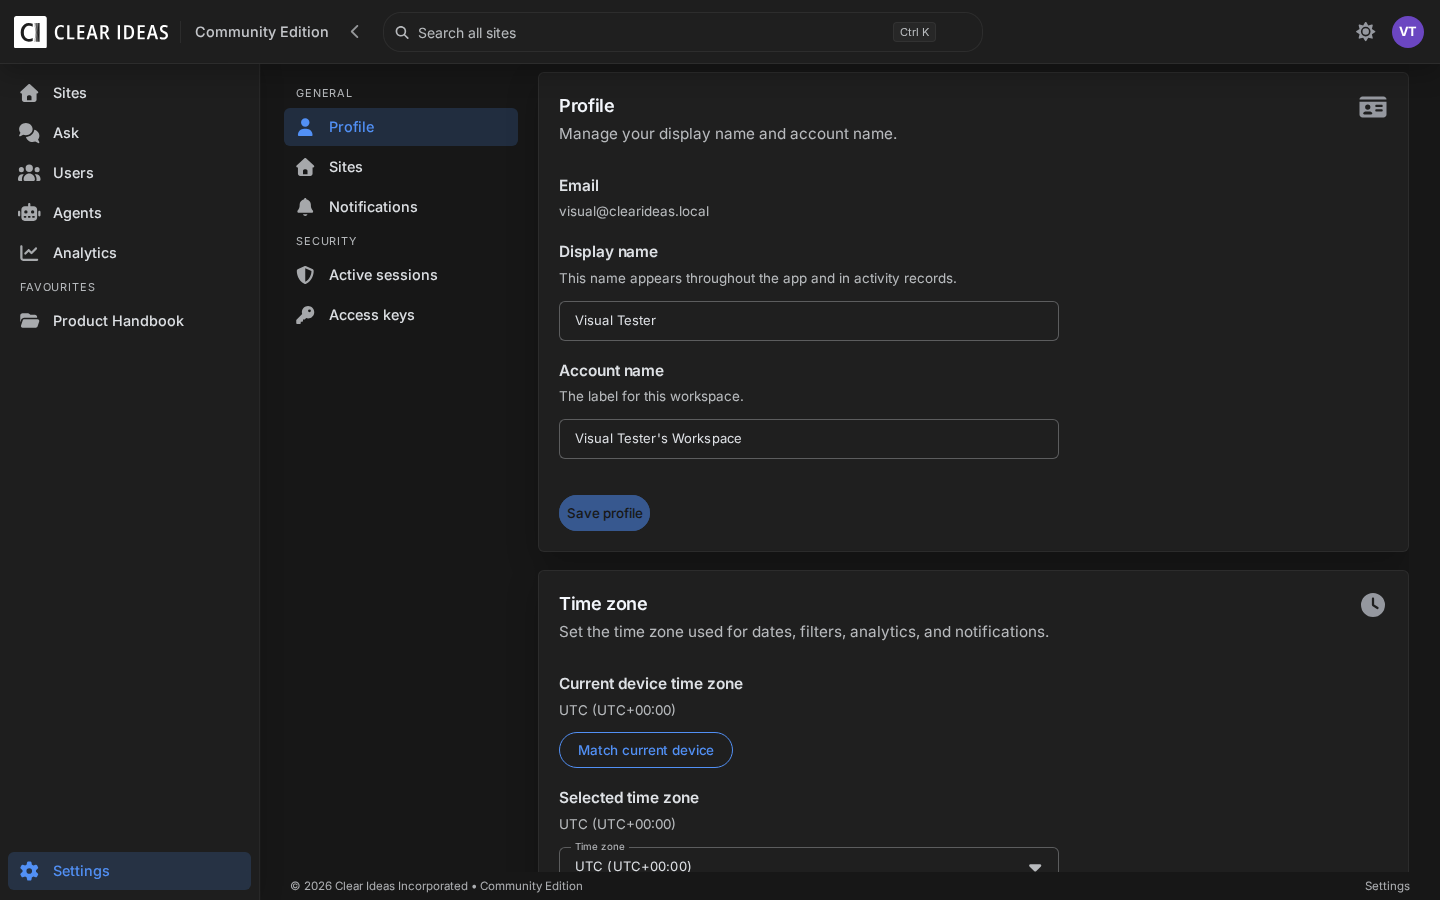 CI CLEAR IDEAS
Community Edition
Search all sites
Ctrl K
VT
Sites
Ask
Users
Agents
Analytics
FAVOURITES
Product Handbook
Settings
GENERAL
Profile
Sites
Notifications
SECURITY
Active sessions
Access keys
Profile
Manage your display name and account name.
Email
visual@clearideas.local
Display name
This name appears throughout the app and in activity records.
Visual Tester
Account name
The label for this workspace.
Visual Tester's Workspace
Save profile
Time zone
Set the time zone used for dates, filters, analytics, and notifications.
Current device time zone
UTC (UTC+00:00)
Match current device
Selected time zone
UTC (UTC+00:00)
Time zone
UTC (UTC+00:00)
© 2026 Clear Ideas Incorporated • Community Edition
Settings